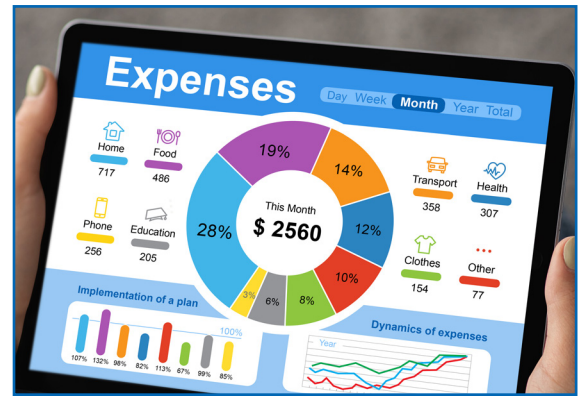 Expenses
Day Week Month Year Total
Home
717
Food
486
Phone
256
Education
205
19%
14%
12%
10%
8%
6%
3%
28%
This Month
$ 2560
Transport
358
Health
307
Clothes
154
Other
77
Implementation of a plan
100%
107% 132% 98% 82% 113% 67% 99% 85%
Dynamics of expenses
Year